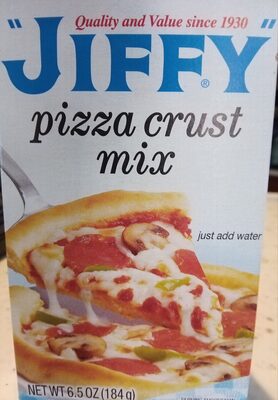 Quality and Value since 1930
"JIFFY"®
pizza crust
mix
just add water
NET WT 6.5 OZ (184g)